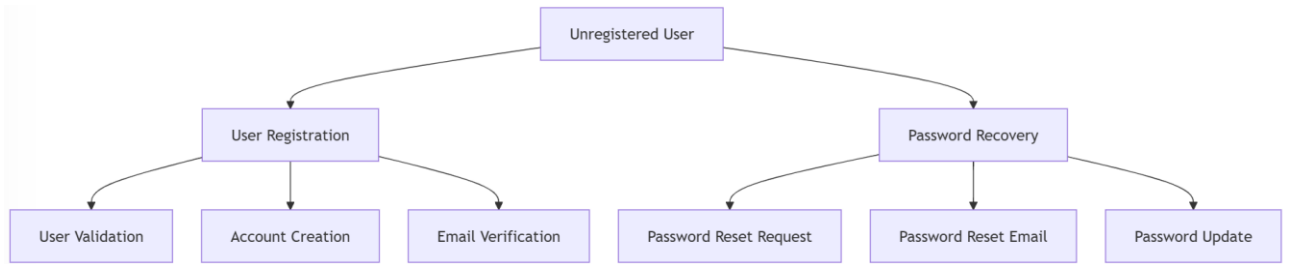 Unregistered User
User Registration
Password Recovery
User Validation
Account Creation
Email Verification
Password Reset Request
Password Reset Email
Password Update